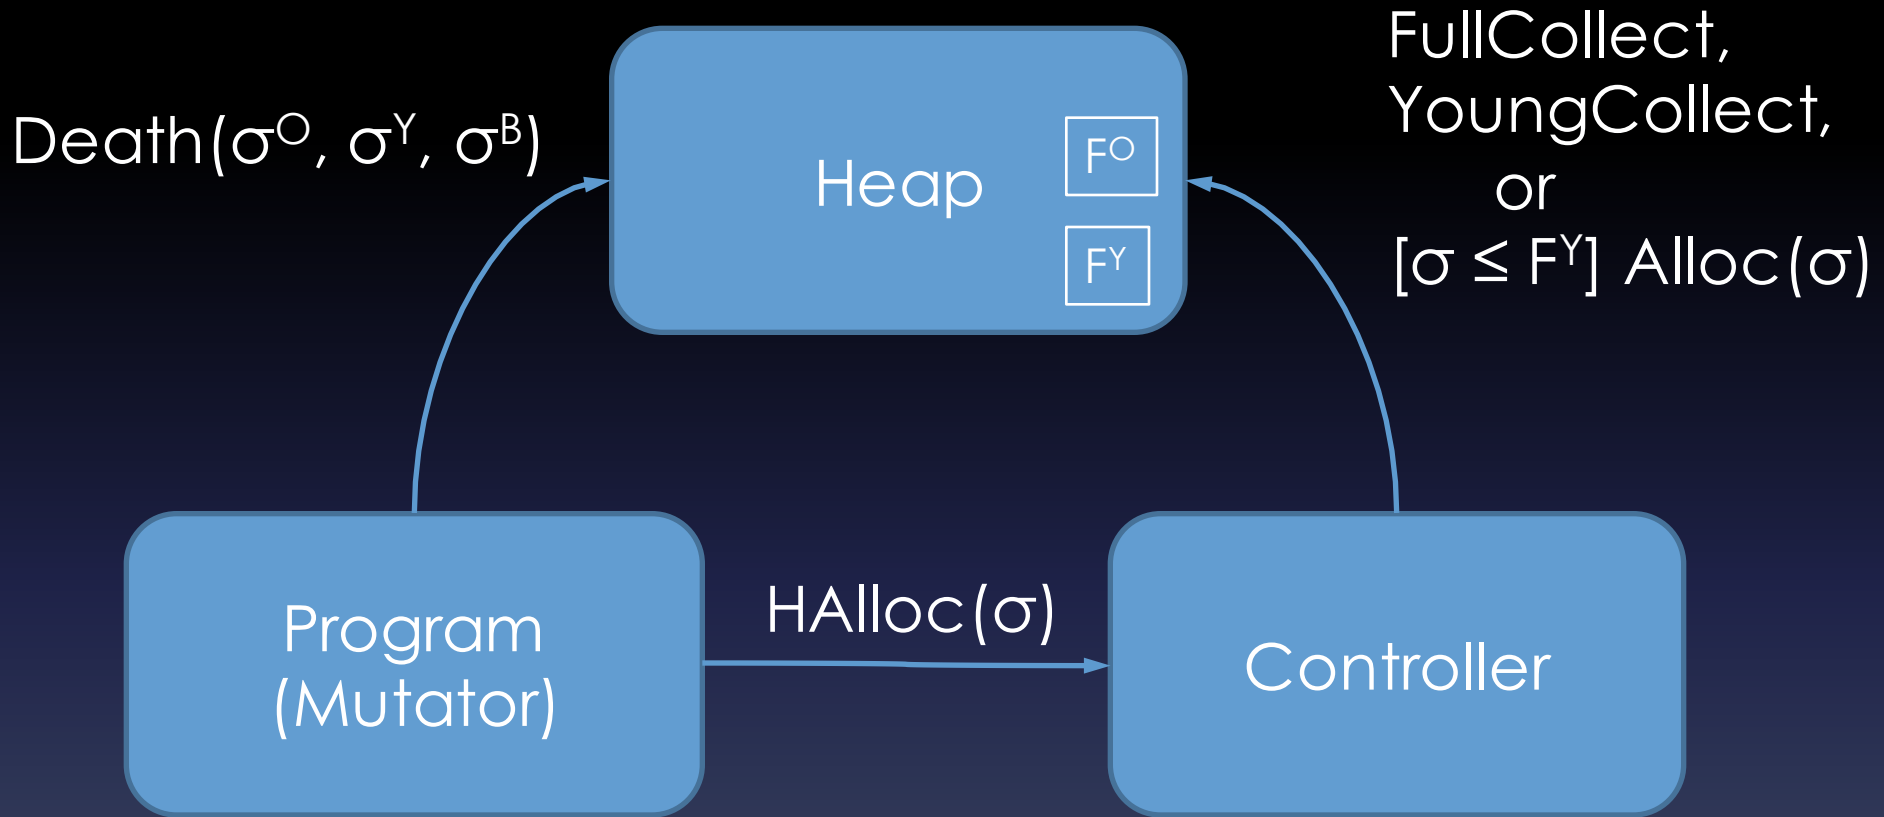 Death(σᴼ, σʸ, σᴮ)
Heap
Fᴼ
Fʸ
FullCollect,
YoungCollect,
or
[σ ≤ Fʸ] Alloc(σ)
Program
(Mutator)
HAlloc(σ)
Controller